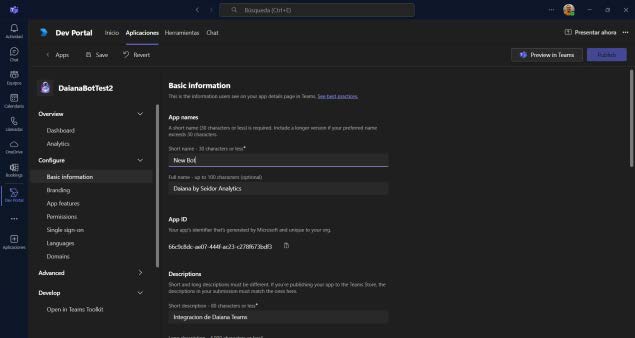 Búsqueda (Ctrl+E)
Actividad
Chat
Equipos
Calendario
Llamadas
OneDrive
Bookings
Dev Portal
Aplicaciones
Dev Portal
Inicio
Aplicaciones
Herramientas
Chat
Presentar ahora
Apps
Save
Revert
Preview in Teams
Publish
DaianaBotTest2
Overview
Dashboard
Analytics
Configure
Basic information
Branding
App features
Permissions
Single sign-on
Languages
Domains
Advanced
Develop
Open in Teams Toolkit
Basic information
This is the information users see on your app details page in Teams. See best practices.
App names
A short name (30 characters or less) is required. Include a longer version if your preferred name
exceeds 30 characters.
Short name - 30 characters or less*
New Bot
Full name - up to 100 characters (optional)
Daiana by Seidor Analytics
App ID
Your app's identifier that's generated by Microsoft and unique to your org.
66c9c8dc-ae07-444f-ac23-c278f673bdf3
Descriptions
Short and long descriptions must be different. If you're publishing your app to the Teams Store, the
descriptions in your submission must match the ones here.
Short description - 80 characters or less*
Integracion de Daiana Teams